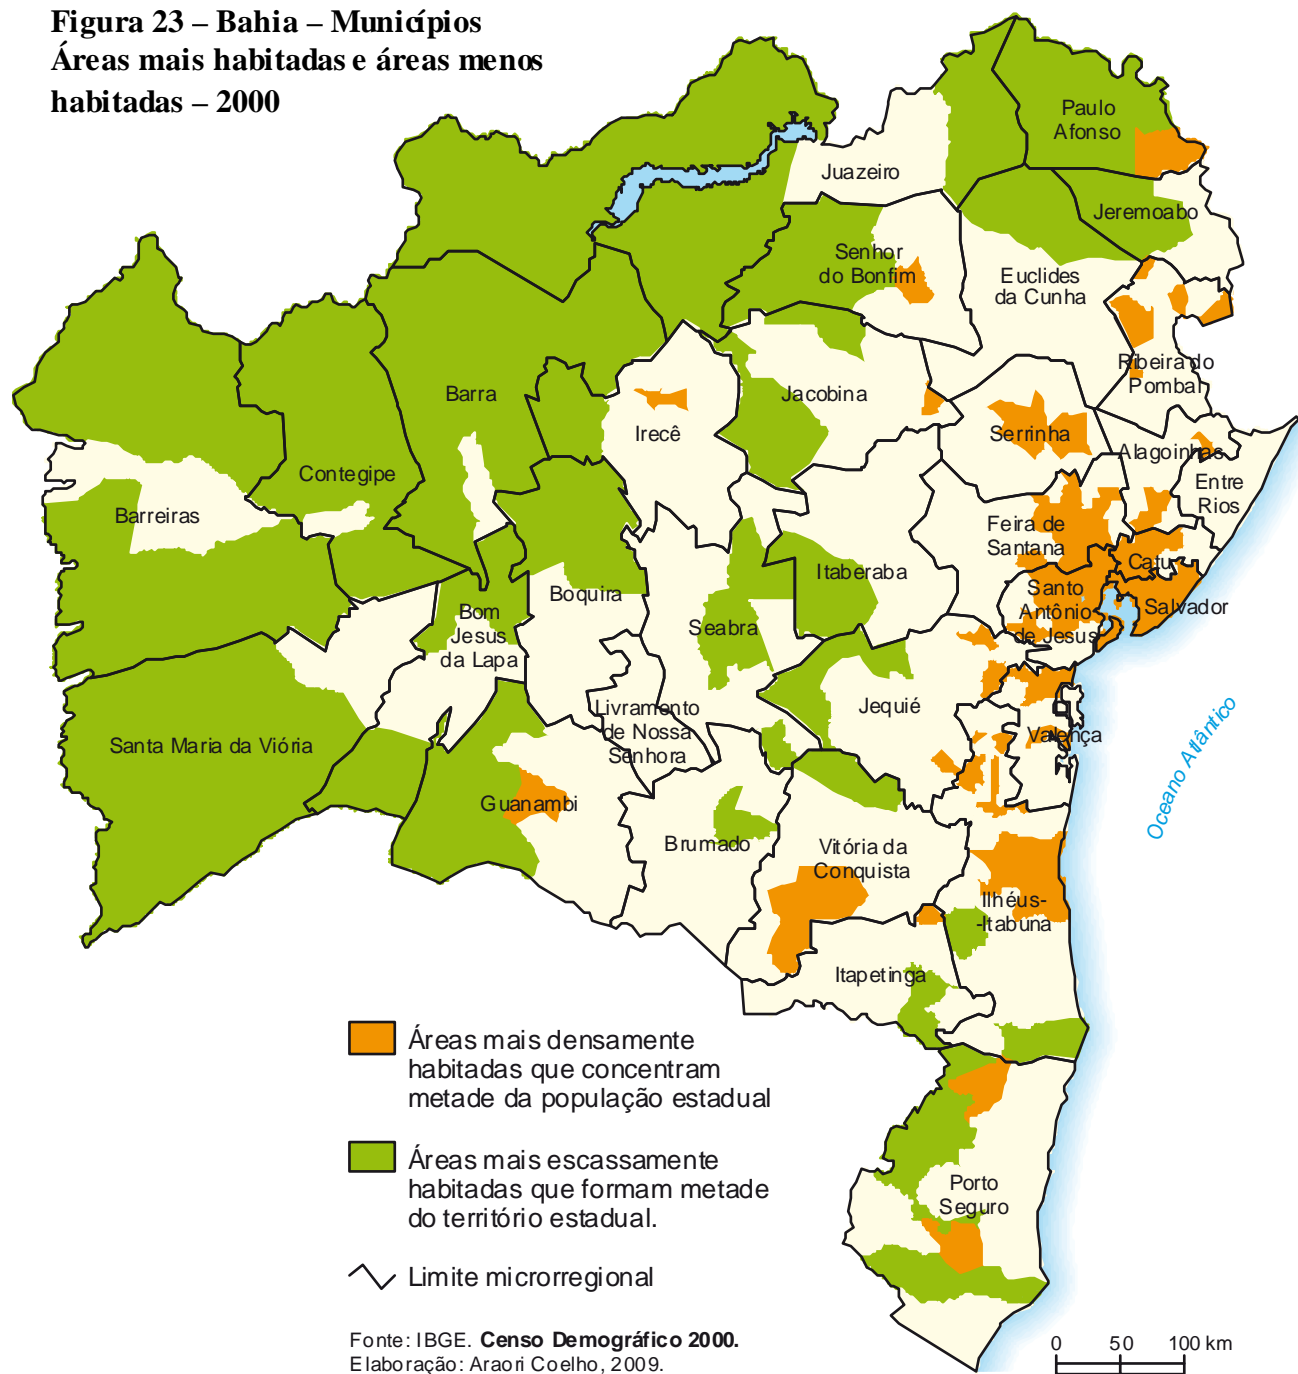 Figura 23 – Bahia – Municípios
Áreas mais habitadas e áreas menos
habitadas – 2000
Paulo
Afonso
Juazeiro
Jeremoabo
Senhor
do Bonfim
Euclides
da Cunha
Ribeira do
Pombal
Barra
Jacobina
Irecê
Serrinha
Alagoinhas
Contegipe
Entre
Rios
Barreiras
Feira de
Santana
Catu
Itaberaba
Boquira
Santo
Antônio
de Jesus
Salvador
Bom
Jesus
da Lapa
Seabra
Jequié
Livramento
de Nossa
Senhora
Valença
Santa Maria da Viória
Oceano Atlântico
Guanambi
Brumado
Vitória da
Conquista
Ilhéus-
-Itabuna
Itapetinga
Porto
Seguro
Áreas mais densamente
habitadas que concentram
metade da população estadual
Áreas mais escassamente
habitadas que formam metade
do território estadual.
Limite microrregional
Fonte: IBGE. Censo Demográfico 2000.
Elaboração: Araori Coelho, 2009.
0 50 100 km